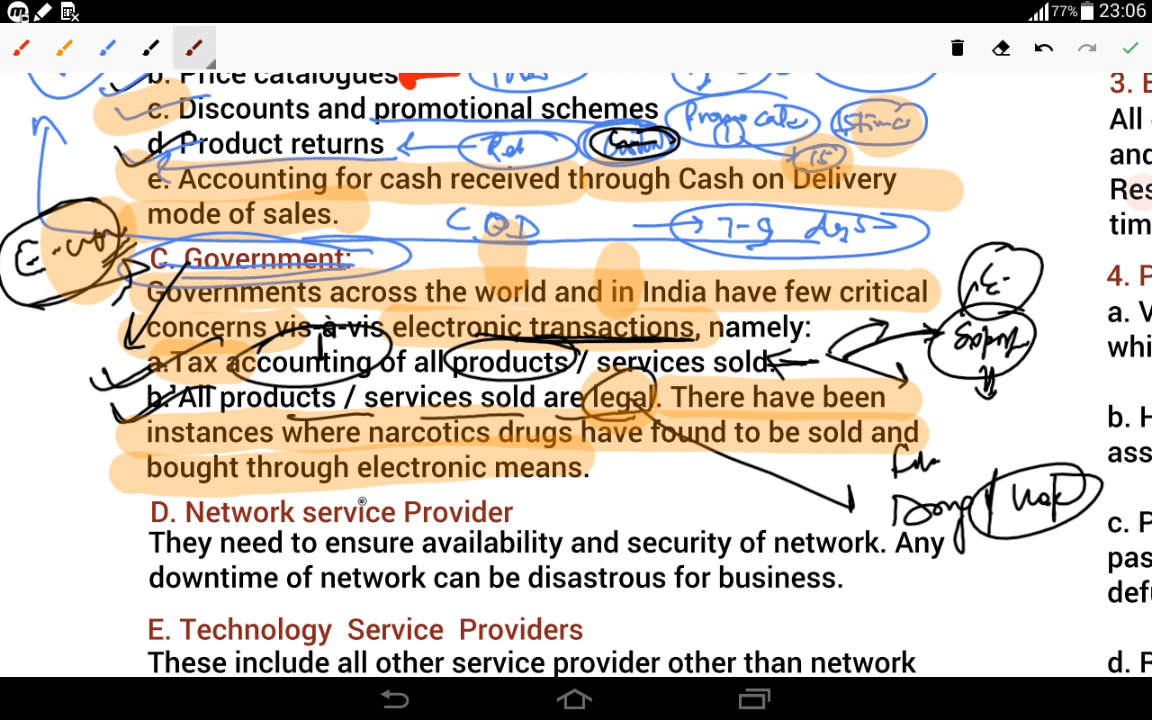 77% 23:06
b. Price catalogues
c. Discounts and promotional schemes
d. Product returns
e. Accounting for cash received through Cash on Delivery
mode of sales.
COD
C. Government:
Governments across the world and in India have few critical
concerns vis-à-vis electronic transactions, namely:
a. Tax accounting of all products / services sold.
b. All products / services sold are legal. There have been
instances where narcotics drugs have found to be sold and
bought through electronic means.
D. Network service Provider
They need to ensure availability and security of network. Any
downtime of network can be disastrous for business.
E. Technology Service Providers
These include all other service provider other than network
3. E
All
and
Res
tim
4. P
a. V
whi
b. H
ass
c. P
pas
def
d. F